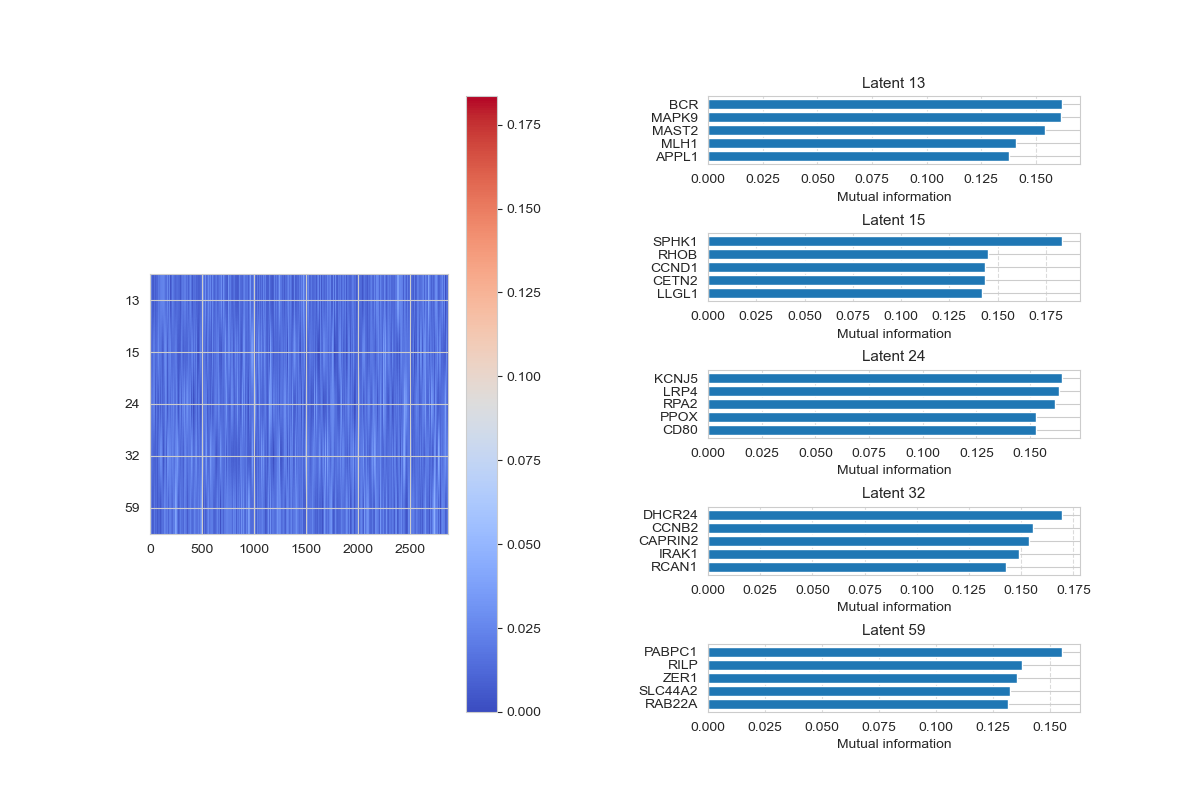 13
15
24
32
59
0 500 1000 1500 2000 2500
0.175
0.150
0.125
0.100
0.075
0.050
0.025
0.000
Latent 13
BCR
MAPK9
MAST2
MLH1
APPL1
0.000 0.025 0.050 0.075 0.100 0.125 0.150
Mutual information
Latent 15
SPHK1
RHOB
CCND1
CETN2
LLGL1
0.000 0.025 0.050 0.075 0.100 0.125 0.150 0.175
Mutual information
Latent 24
KCNJ5
LRP4
RPA2
PPOX
CD80
0.000 0.025 0.050 0.075 0.100 0.125 0.150
Mutual information
Latent 32
DHCR24
CCNB2
CAPRIN2
IRAK1
RCAN1
0.000 0.025 0.050 0.075 0.100 0.125 0.150 0.175
Mutual information
Latent 59
PABPC1
RILP
ZER1
SLC44A2
RAB22A
0.000 0.025 0.050 0.075 0.100 0.125 0.150
Mutual information